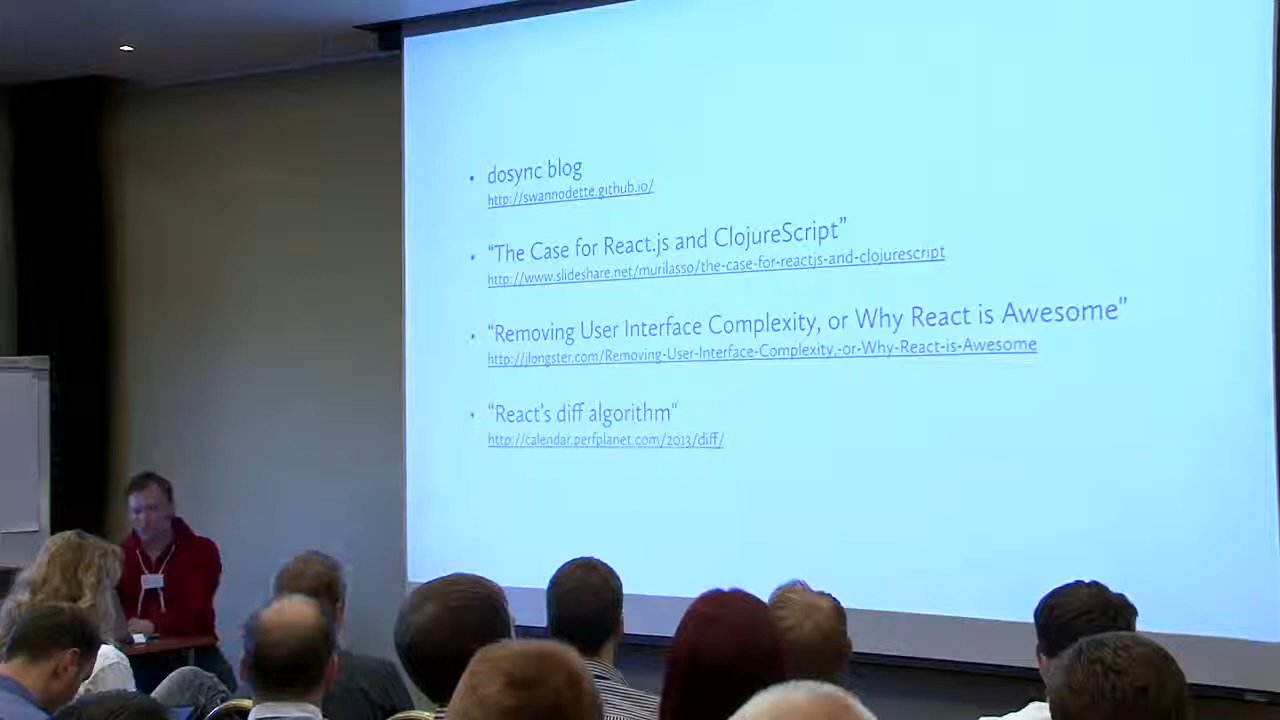 • dosync blog
http://swannodette.github.io/
• “The Case for React.js and ClojureScript”
http://www.slideshare.net/murilasso/the-case-for-reactjs-and-clojurescript
• “Removing User Interface Complexity, or Why React is Awesome”
http://jlongster.com/Removing-User-Interface-Complexity,-or-Why-React-is-Awesome
• “React’s diff algorithm"
http://calendar.perfplanet.com/2013/diff/